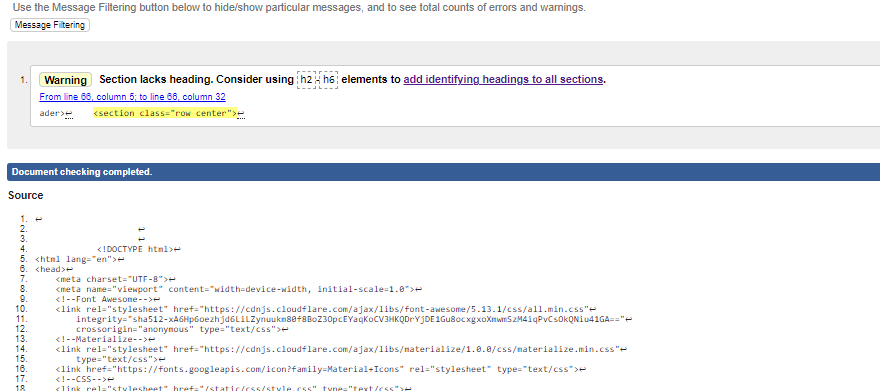 Use the Message Filtering button below to hide/show particular messages, and to see total counts of errors and warnings.
Message Filtering
1. Warning Section lacks heading. Consider using h2-h6 elements to add identifying headings to all sections.
From line 66, column 5; to line 66, column 32
ader>↩ <section class="row center">↩
Document checking completed.
Source
1. ↩
2. ↩
3. ↩
4. <!DOCTYPE html>↩
5. <html lang="en">↩
6. <head>↩
7. <meta charset="UTF-8">↩
8. <meta name="viewport" content="width=device-width, initial-scale=1.0">↩
9. <!--Font Awesome-->↩
10. <link rel="stylesheet" href="https://cdnjs.cloudflare.com/ajax/libs/font-awesome/5.13.1/css/all.min.css"↩
11. integrity="sha512-xA6Hp6oezhjd6LiLZynuukm80f8BoZ3OpcEYaqKoCV3HKQDrYjDE1Gu8ocxgxoXmwmSzM4iqPvCsOkQNiu41GA=="↩
12. crossorigin="anonymous" type="text/css">↩
13. <!--Materialize-->↩
14. <link rel="stylesheet" href="https://cdnjs.cloudflare.com/ajax/libs/materialize/1.0.0/css/materialize.min.css"↩
15. type="text/css">↩
16. <link href="https://fonts.googleapis.com/icon?family=Material+Icons" rel="stylesheet" type="text/css">↩
17. <!--CSS-->↩
18. <link rel="stylesheet" href="/static/css/style.css" type="text/css">↩